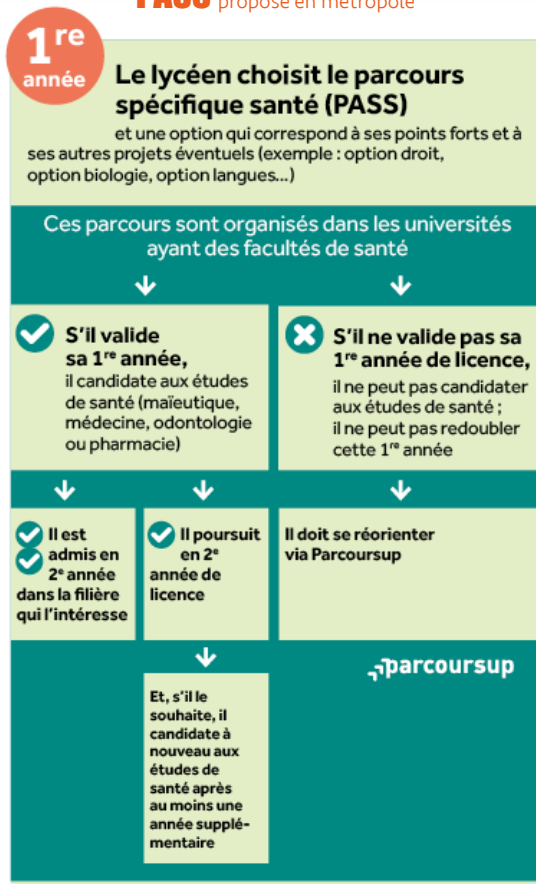 PASS proposé en métropole
1re
année
Le lycéen choisit le parcours
spécifique santé (PASS)
et une option qui correspond à ses points forts et à
ses autres projets éventuels (exemple : option droit,
option biologie, option langues...)
Ces parcours sont organisés dans les universités
ayant des facultés de santé
S'il valide
sa 1re année,
il candidate aux études
de santé (maïeutique,
médecine, odontologie
ou pharmacie)
S'il ne valide pas sa
1re année de licence,
il ne peut pas candidater
aux études de santé ;
il ne peut pas redoubler
cette 1re année
Il est
admis en
2e année
dans la filière
qui l'intéresse
Il poursuit
en 2e
année de
licence
Il doit se réorienter
via Parcoursup
Et, s'il le
souhaite, il
candidate à
nouveau aux
études de
santé après
au moins une
année supplé-
mentaire
parcoursup